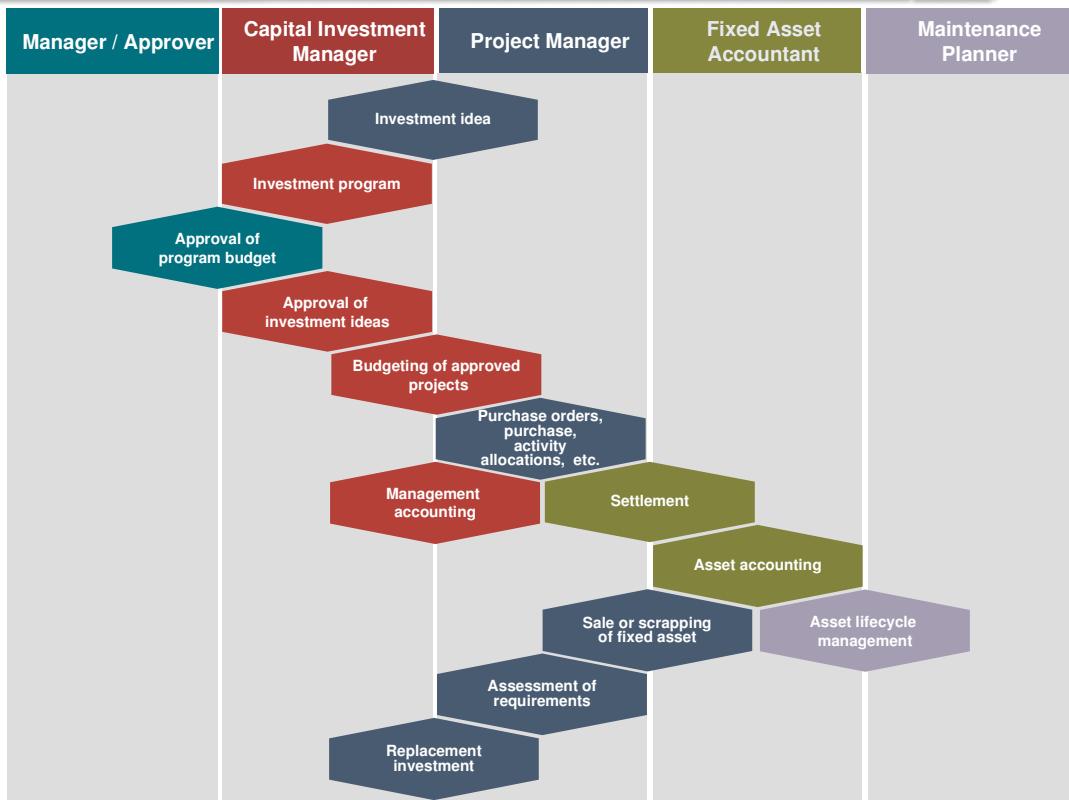 Manager / Approver
Capital Investment
Manager
Project Manager
Fixed Asset
Accountant
Maintenance
Planner
Investment idea
Investment program
Approval of
program budget
Approval of
investment ideas
Budgeting of approved
projects
Purchase orders,
purchase,
activity
allocations, etc.
Management
accounting
Settlement
Asset accounting
Sale or scrapping
of fixed asset
Asset lifecycle
management
Assessment of
requirements
Replacement
investment